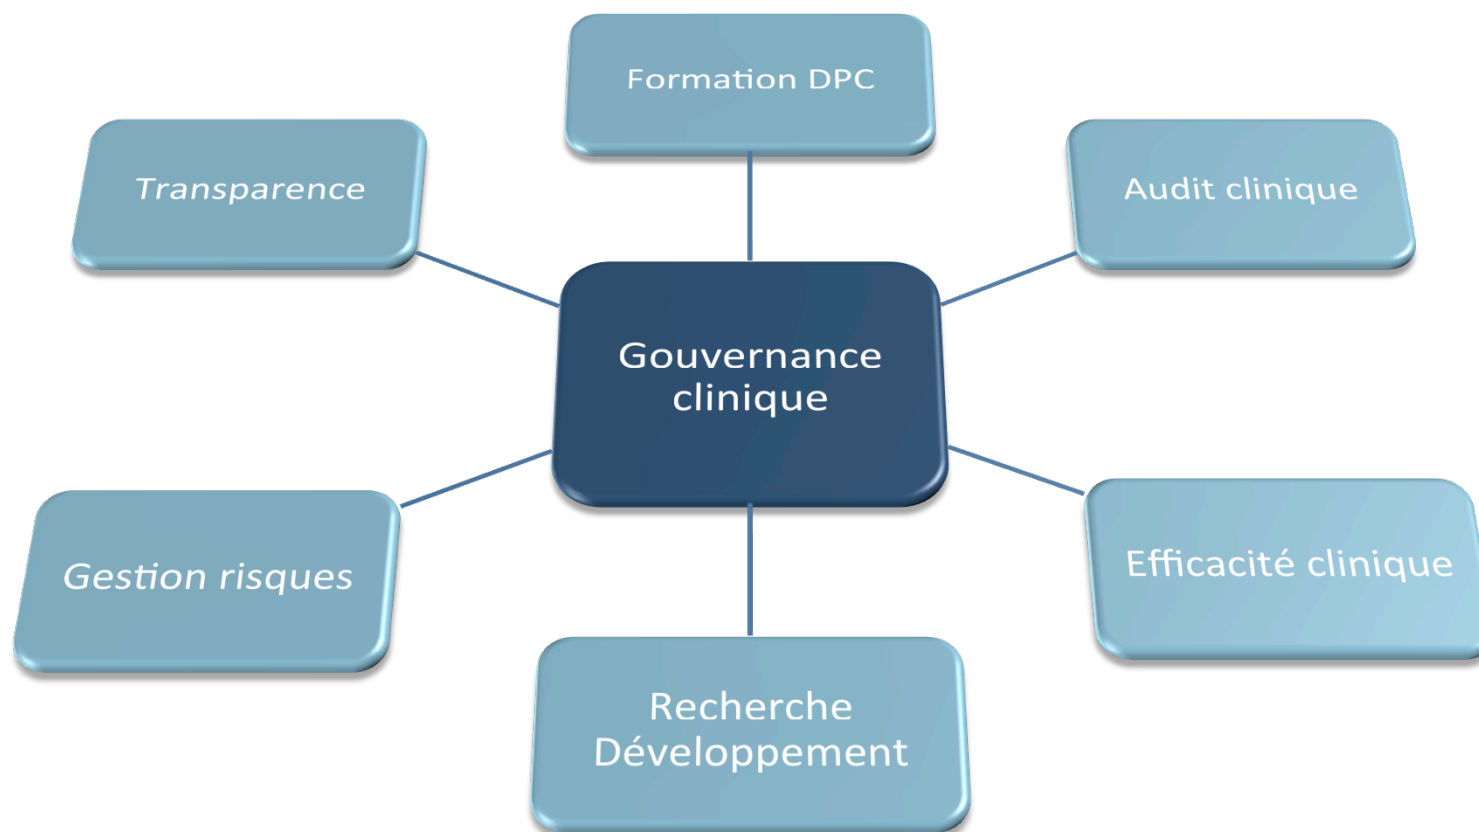 Formation DPC
Transparence
Audit clinique
Gouvernance
clinique
Gestion risques
Efficacité clinique
Recherche
Développement